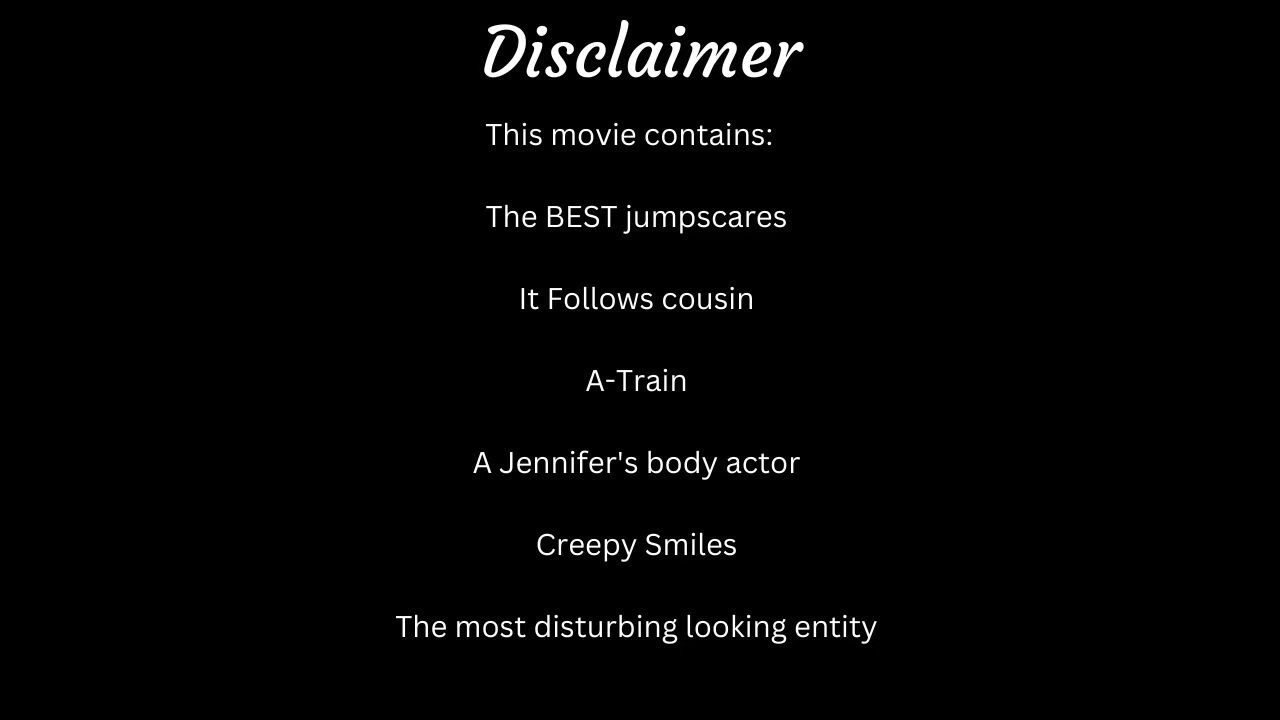 Disclaimer
This movie contains:
The BEST jumpscares
It Follows cousin
A-Train
A Jennifer's body actor
Creepy Smiles
The most disturbing looking entity